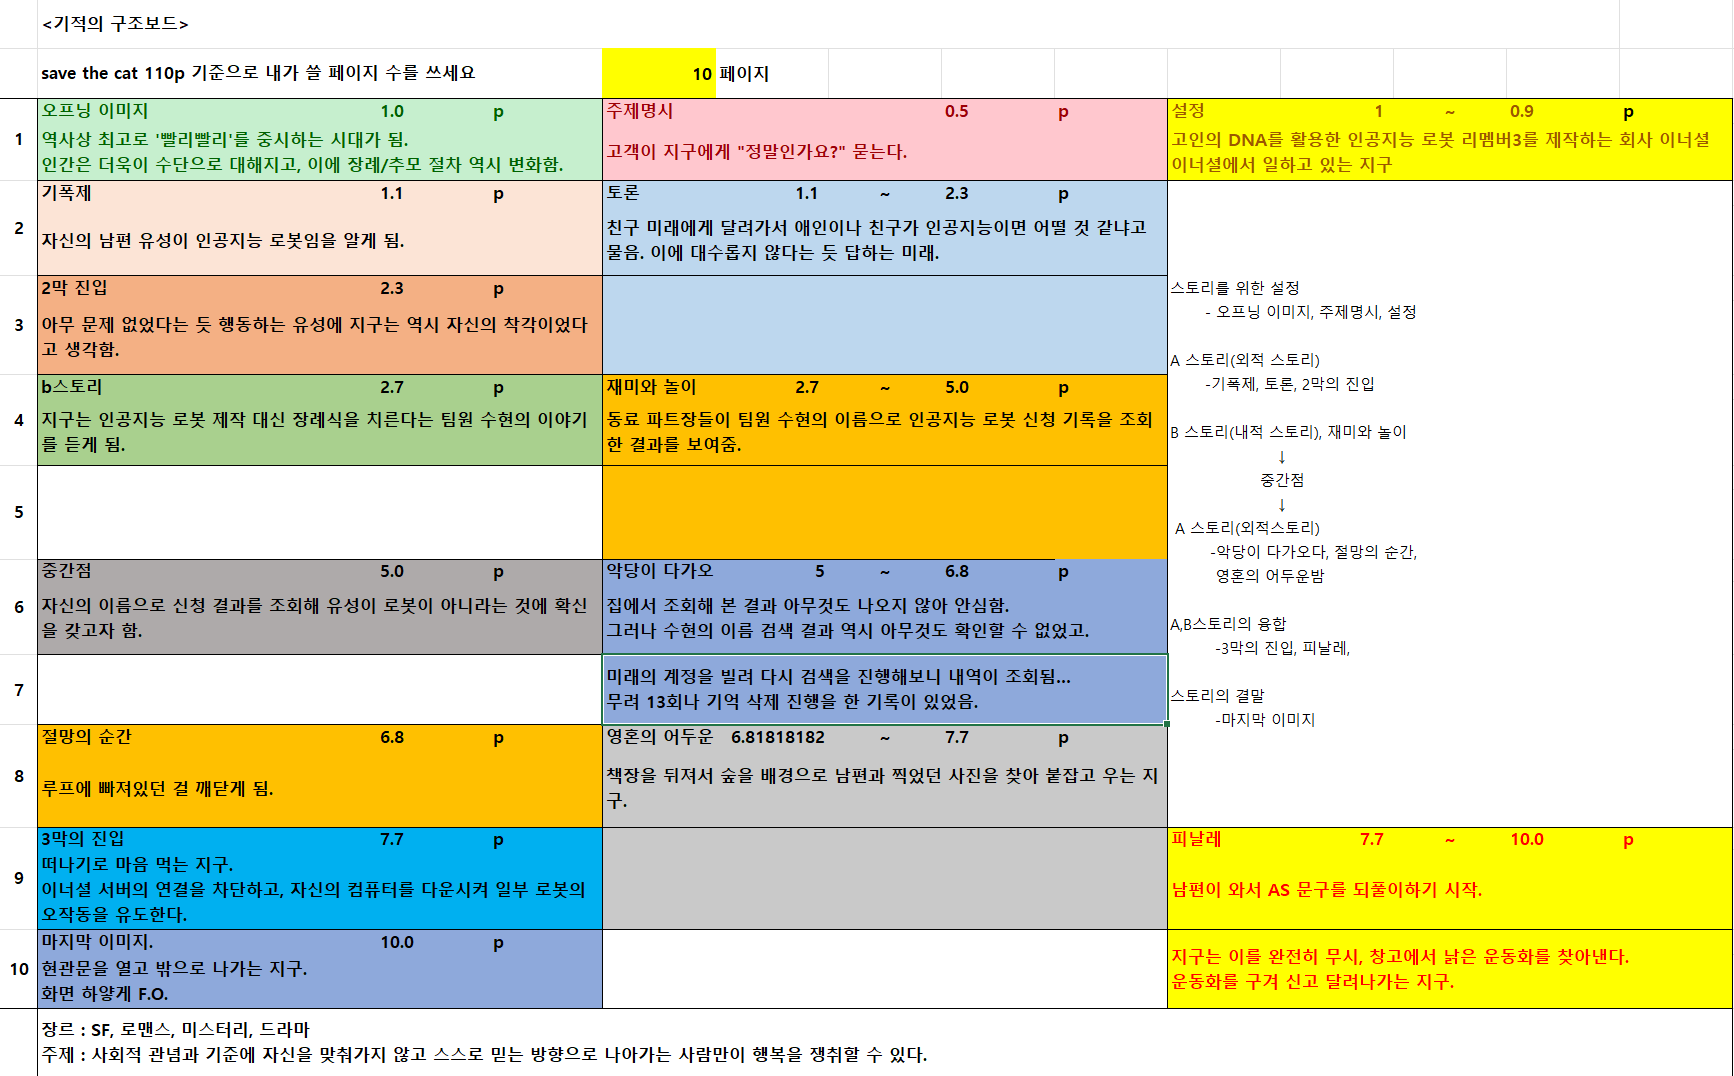 <기적의 구조보드>
save the cat 110p 기준으로 내가 쓸 페이지 수를 쓰세요 10 페이지
1
오프닝 이미지 1.0 p
역사상 최고로 '빨리빨리'를 중시하는 시대가 됨.
인간은 더욱이 수단으로 대해지고, 이에 장례/추모 절차 역시 변화함.
주제명시 0.5 p
고객이 지구에게 "정말인가요?" 묻는다.
설정 1 ~ 0.9 p
고인의 DNA를 활용한 인공지능 로봇 리멤버3를 제작하는 회사 이너셜
이너셜에서 일하고 있는 지구
2
기폭제 1.1 p
자신의 남편 유성이 인공지능 로봇임을 알게 됨.
토론 1.1 ~ 2.3 p
친구 미래에게 달려가서 애인이나 친구가 인공지능이면 어떨 것 같냐고
물음. 이에 대수롭지 않다는 듯 답하는 미래.
3
2막 진입 2.3 p
아무 문제 없었다는 듯 행동하는 유성에 지구는 역시 자신의 착각이었다
고 생각함.
4
b스토리 2.7 p
지구는 인공지능 로봇 제작 대신 장례식을 치른다는 팀원 수현의 이야기
를 듣게 됨.
재미와 놀이 2.7 ~ 5.0 p
동료 파트장들이 팀원 수현의 이름으로 인공지능 로봇 신청 기록을 조회
한 결과를 보여줌.
5
6
중간점 5.0 p
자신의 이름으로 신청 결과를 조회해 유성이 로봇이 아니라는 것에 확신
을 갖고자 함.
악당이 다가오 5 ~ 6.8 p
집에서 조회해 본 결과 아무것도 나오지 않아 안심함.
그러나 수현의 이름 검색 결과 역시 아무것도 확인할 수 없었고.
7
미래의 계정을 빌려 다시 검색을 진행해보니 내역이 조회됨...
무려 13회나 기억 삭제 진행을 한 기록이 있었음.
8
절망의 순간 6.8 p
루프에 빠져있던 걸 깨닫게 됨.
영혼의 어두운 6.81818182 ~ 7.7 p
책장을 뒤져서 숲을 배경으로 남편과 찍었던 사진을 찾아 붙잡고 우는 지
구.
스토리를 위한 설정
- 오프닝 이미지, 주제명시, 설정
A 스토리(외적 스토리)
-기폭제, 토론, 2막의 진입
B 스토리(내적 스토리), 재미와 놀이
↓
중간점
↓
A 스토리(외적스토리)
-악당이 다가오다, 절망의 순간,
영혼의 어두운밤
A,B스토리의 융합
-3막의 진입, 피날레,
스토리의 결말
-마지막 이미지
9
3막의 진입 7.7 p
떠나기로 마음 먹는 지구.
이너셜 서버의 연결을 차단하고, 자신의 컴퓨터를 다운시켜 일부 로봇의
오작동을 유도한다.
피날레 7.7 ~ 10.0 p
남편이 와서 AS 문구를 되풀이하기 시작.
10
마지막 이미지. 10.0 p
현관문을 열고 밖으로 나가는 지구.
화면 하얗게 F.O.
지구는 이를 완전히 무시, 창고에서 낡은 운동화를 찾아낸다.
운동화를 구겨 신고 달려나가는 지구.
장르 : SF, 로맨스, 미스터리, 드라마
주제 : 사회적 관념과 기준에 자신을 맞춰가지 않고 스스로 믿는 방향으로 나아가는 사람만이 행복을 쟁취할 수 있다.